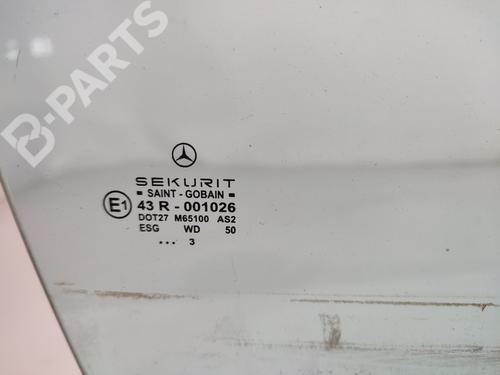 B-PARTS
SEKURIT
SAINT - GOBAIN
E1 43 R - 001026
DOT27 M65100 AS2
ESG WD 50
... 3